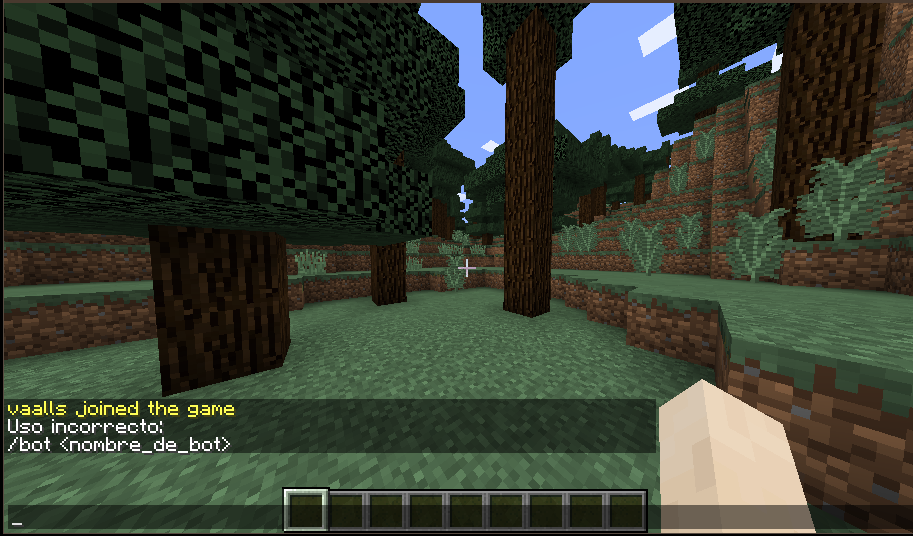 vaalls joined the game
Uso incorrecto:
/bot <nombre_de_bot>
_